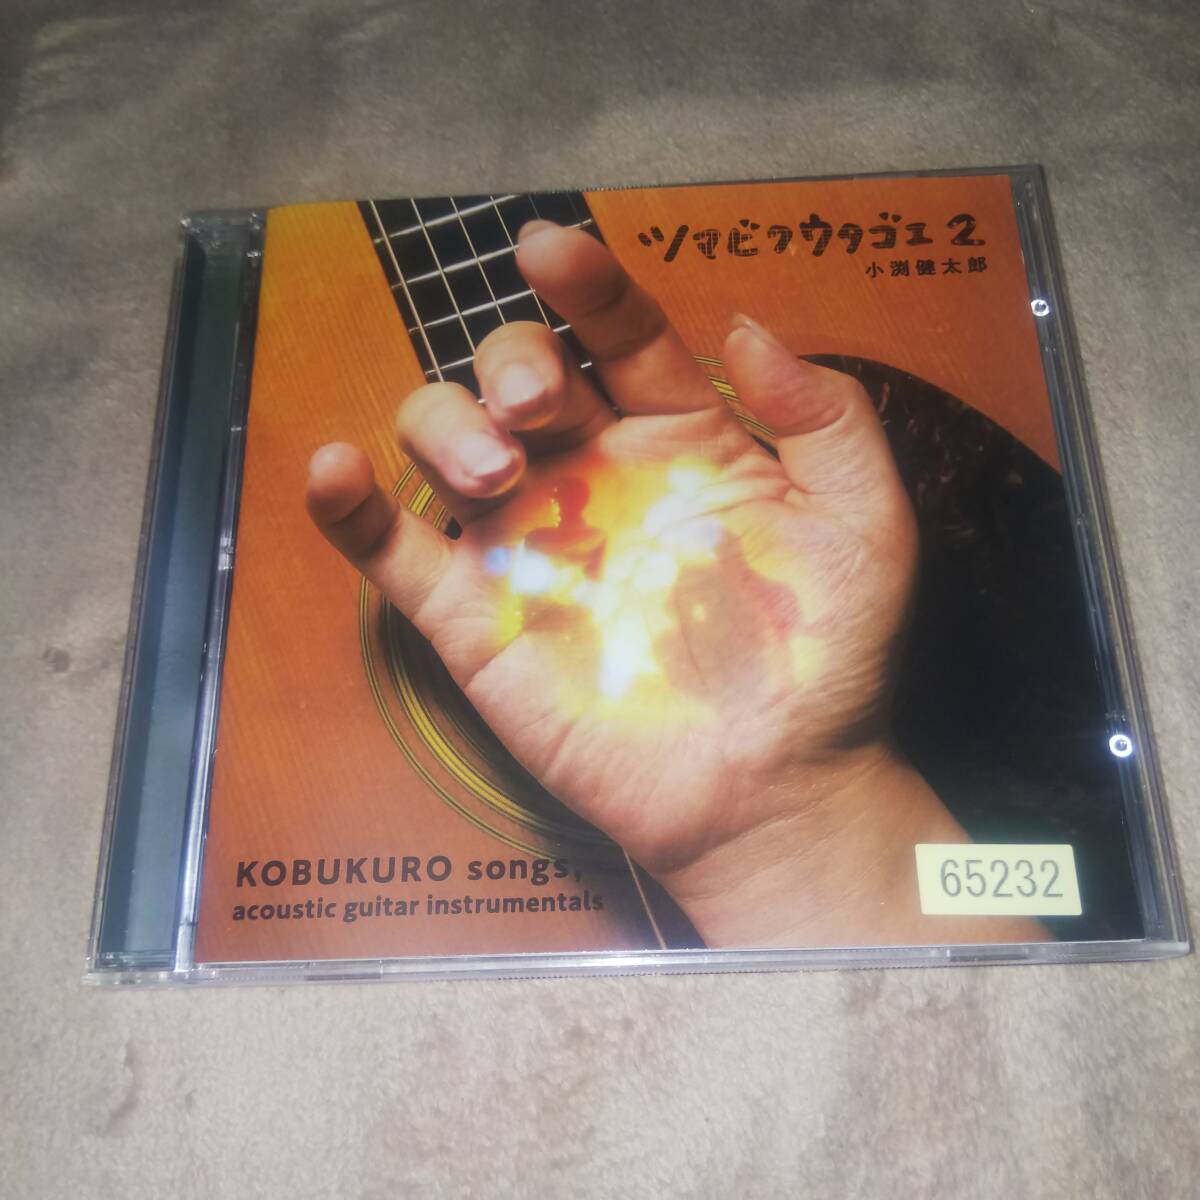 ツマビクウタゴエ2
小渕健太郎
KOBUKURO songs,
acoustic guitar instrumentals
65232